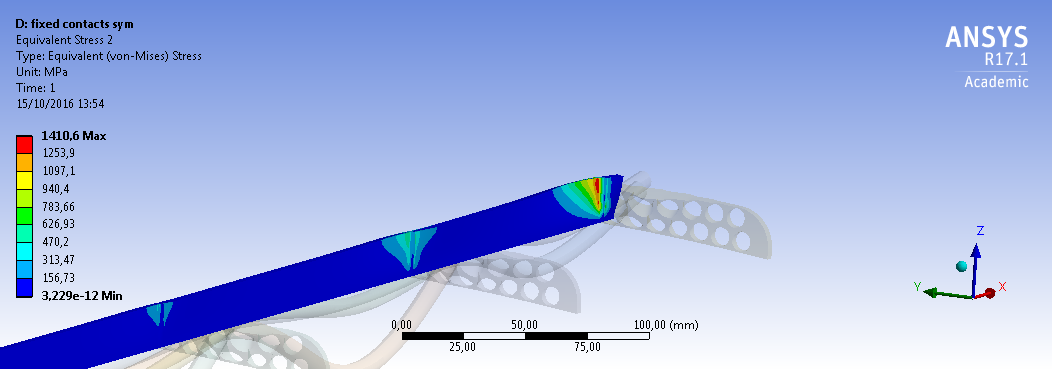 D: fixed contacts sym
Equivalent Stress 2
Type: Equivalent (von-Mises) Stress
Unit: MPa
Time: 1
15/10/2016 13:54
ANSYS
R17.1
Academic
1410,6 Max
1253,9
1097,1
940,4
783,66
626,93
470,2
313,47
156,73
3,229e-12 Min
Z
Y
X
0,00
50,00
100,00 (mm)
25,00
75,00